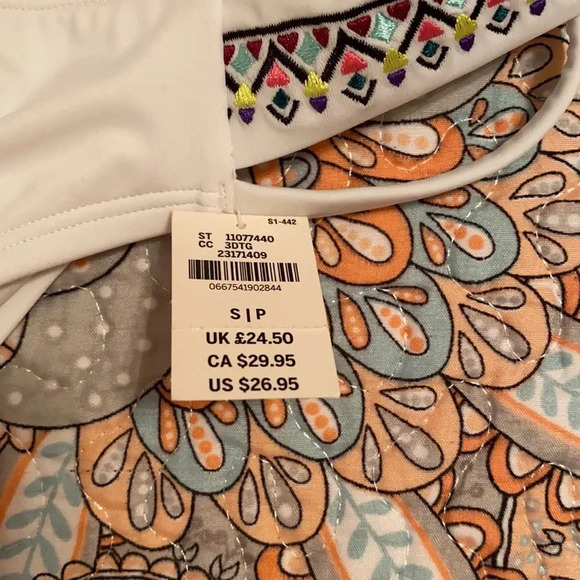 S1-442
ST 11077440
CC 3DTG
23171409
0667541902844
S | P
UK £24.50
CA $29.95
US $26.95